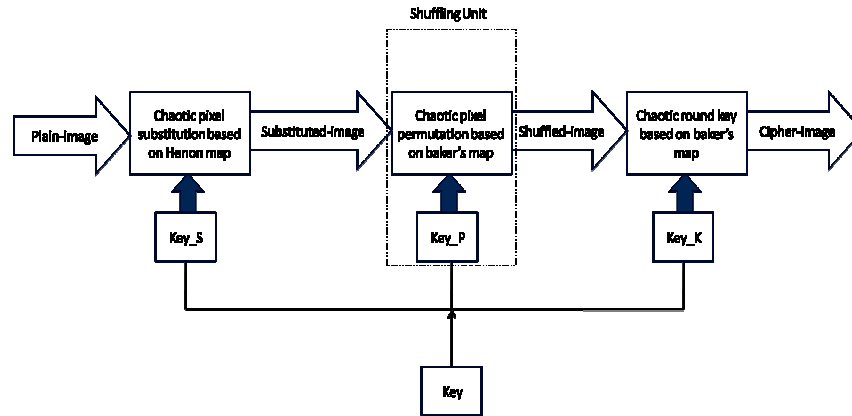 Shuffling Unit
Plain-image
Chaotic pixel
substitution based
on Henon map
Substituted-image
Chaotic pixel
permutation based
on baker's map
Shuffled-image
Chaotic round key
based on baker's
map
Cipher-image
Key_S
Key_P
Key_K
Key